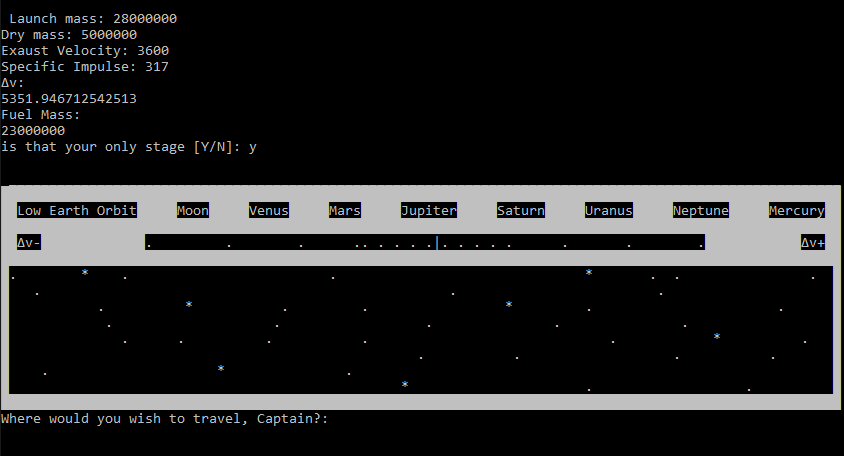 Launch mass: 28000000
Dry mass: 5000000
Exaust Velocity: 3600
Specific Impulse: 317
Δv:
5351.946712542513
Fuel Mass:
23000000
is that your only stage [Y/N]: y
Low Earth Orbit Moon Venus Mars Jupiter Saturn Uranus Neptune Mercury
Δv- Δv+
Where would you wish to travel, Captain?: